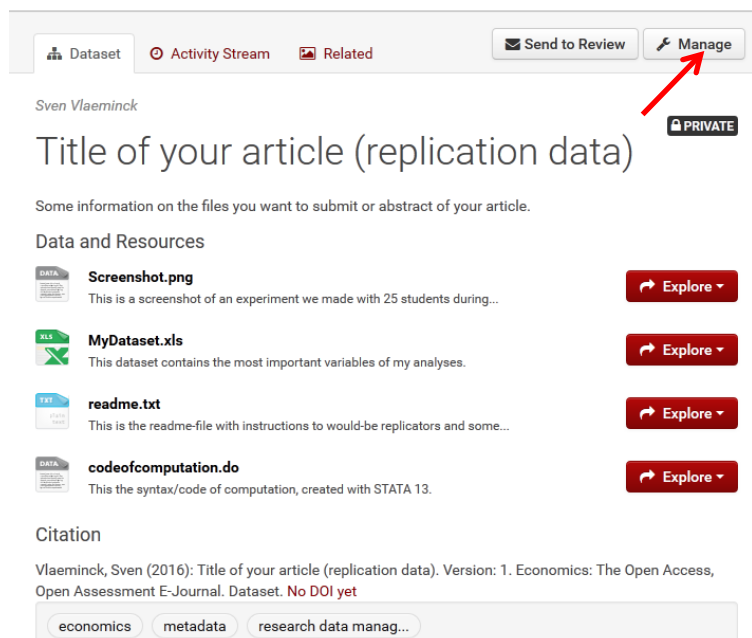 Dataset Activity Stream Related Send to Review Manage
Sven Vlaeminck
PRIVATE
Title of your article (replication data)
Some information on the files you want to submit or abstract of your article.
Data and Resources
DATA
Screenshot.png
This is a screenshot of an experiment we made with 25 students during...
Explore
XLS
MyDataset.xls
This dataset contains the most important variables of my analyses.
Explore
TXT
readme.txt
This is the readme-file with instructions to would-be replicators and some...
Explore
DATA
codeofcomputation.do
This the syntax/code of computation, created with STATA 13.
Explore
Citation
Vlaeminck, Sven (2016): Title of your article (replication data). Version: 1. Economics: The Open Access,
Open Assessment E-Journal. Dataset. No DOI yet
economics metadata research data manag...